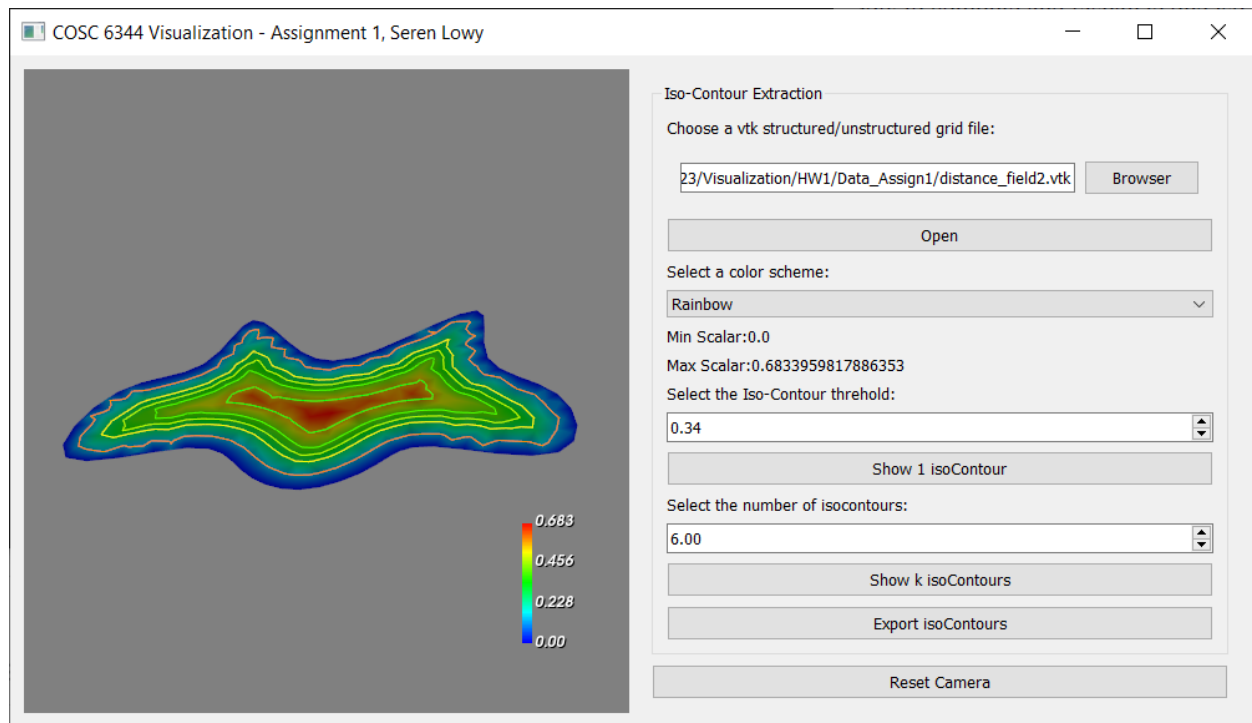 COSC 6344 Visualization - Assignment 1, Seren Lowy
Iso-Contour Extraction
Choose a vtk structured/unstructured grid file:
23/Visualization/HW1/Data_Assign1/distance_field2.vtk
Browser
Open
Select a color scheme:
Rainbow
Min Scalar:0.0
Max Scalar:0.6833959817886353
Select the Iso-Contour threhold:
0.34
Show 1 isoContour
Select the number of isocontours:
6.00
Show k isoContours
Export isoContours
Reset Camera
0.683
0.456
0.228
0.00